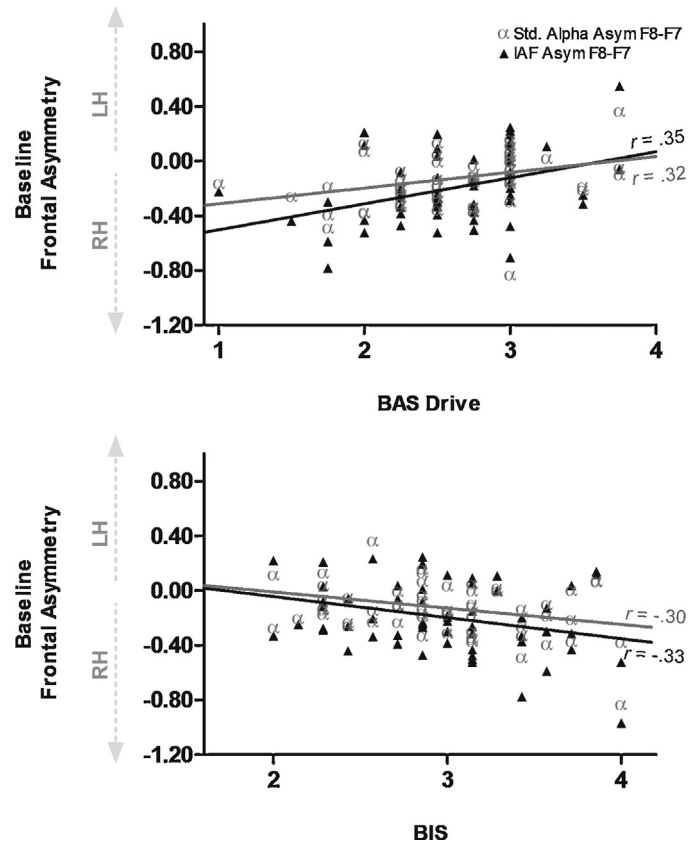 α Std. Alpha Asym F8-F7
▲ IAF Asym F8-F7
LH
RH
Baseline
Frontal Asymmetry
0.80
0.40
0.00
-0.40
-0.80
-1.20
r = .35
r = .32
1 2 3 4
BAS Drive
LH
RH
Baseline
Frontal Asymmetry
0.80
0.40
0.00
-0.40
-0.80
-1.20
r = -.30
r = -.33
2 3 4
BIS